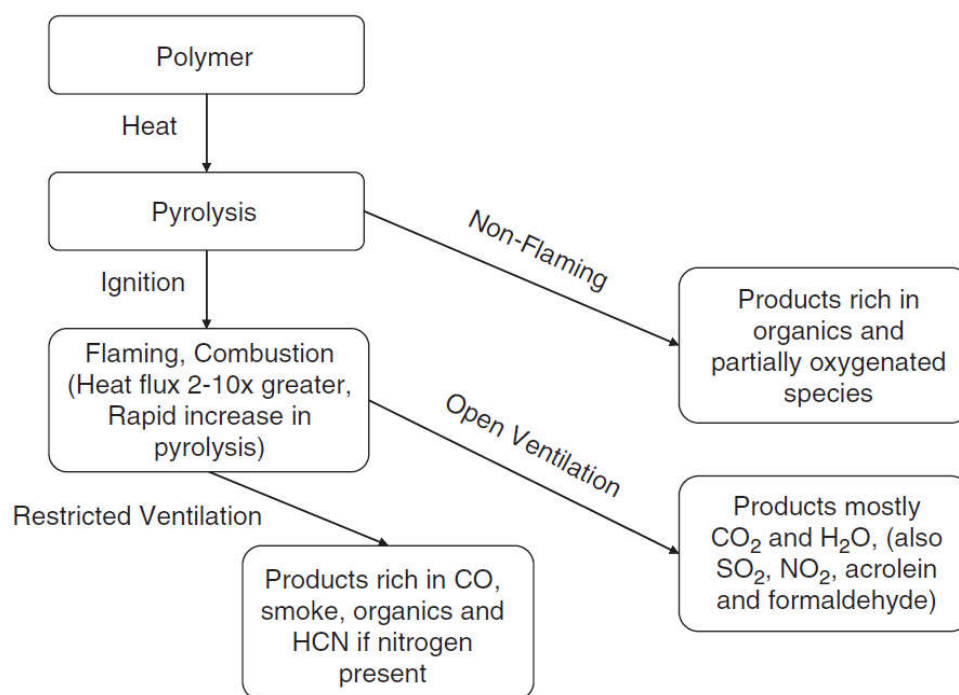 Polymer
Heat
Pyrolysis
Non-Flaming
Ignition
Products rich in
organics and
partially oxygenated
species
Flaming, Combustion
(Heat flux 2-10x greater,
Rapid increase in
pyrolysis)
Open Ventilation
Restricted Ventilation
Products mostly
CO₂ and H₂O, (also
SO₂, NO₂, acrolein
and formaldehyde)
Products rich in CO,
smoke, organics and
HCN if nitrogen
present